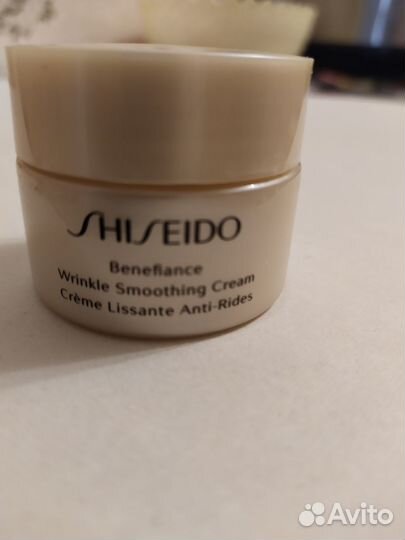 SHISEIDO
Benefiance
Wrinkle Smoothing Cream
Crème Lissante Anti-Rides
Avito